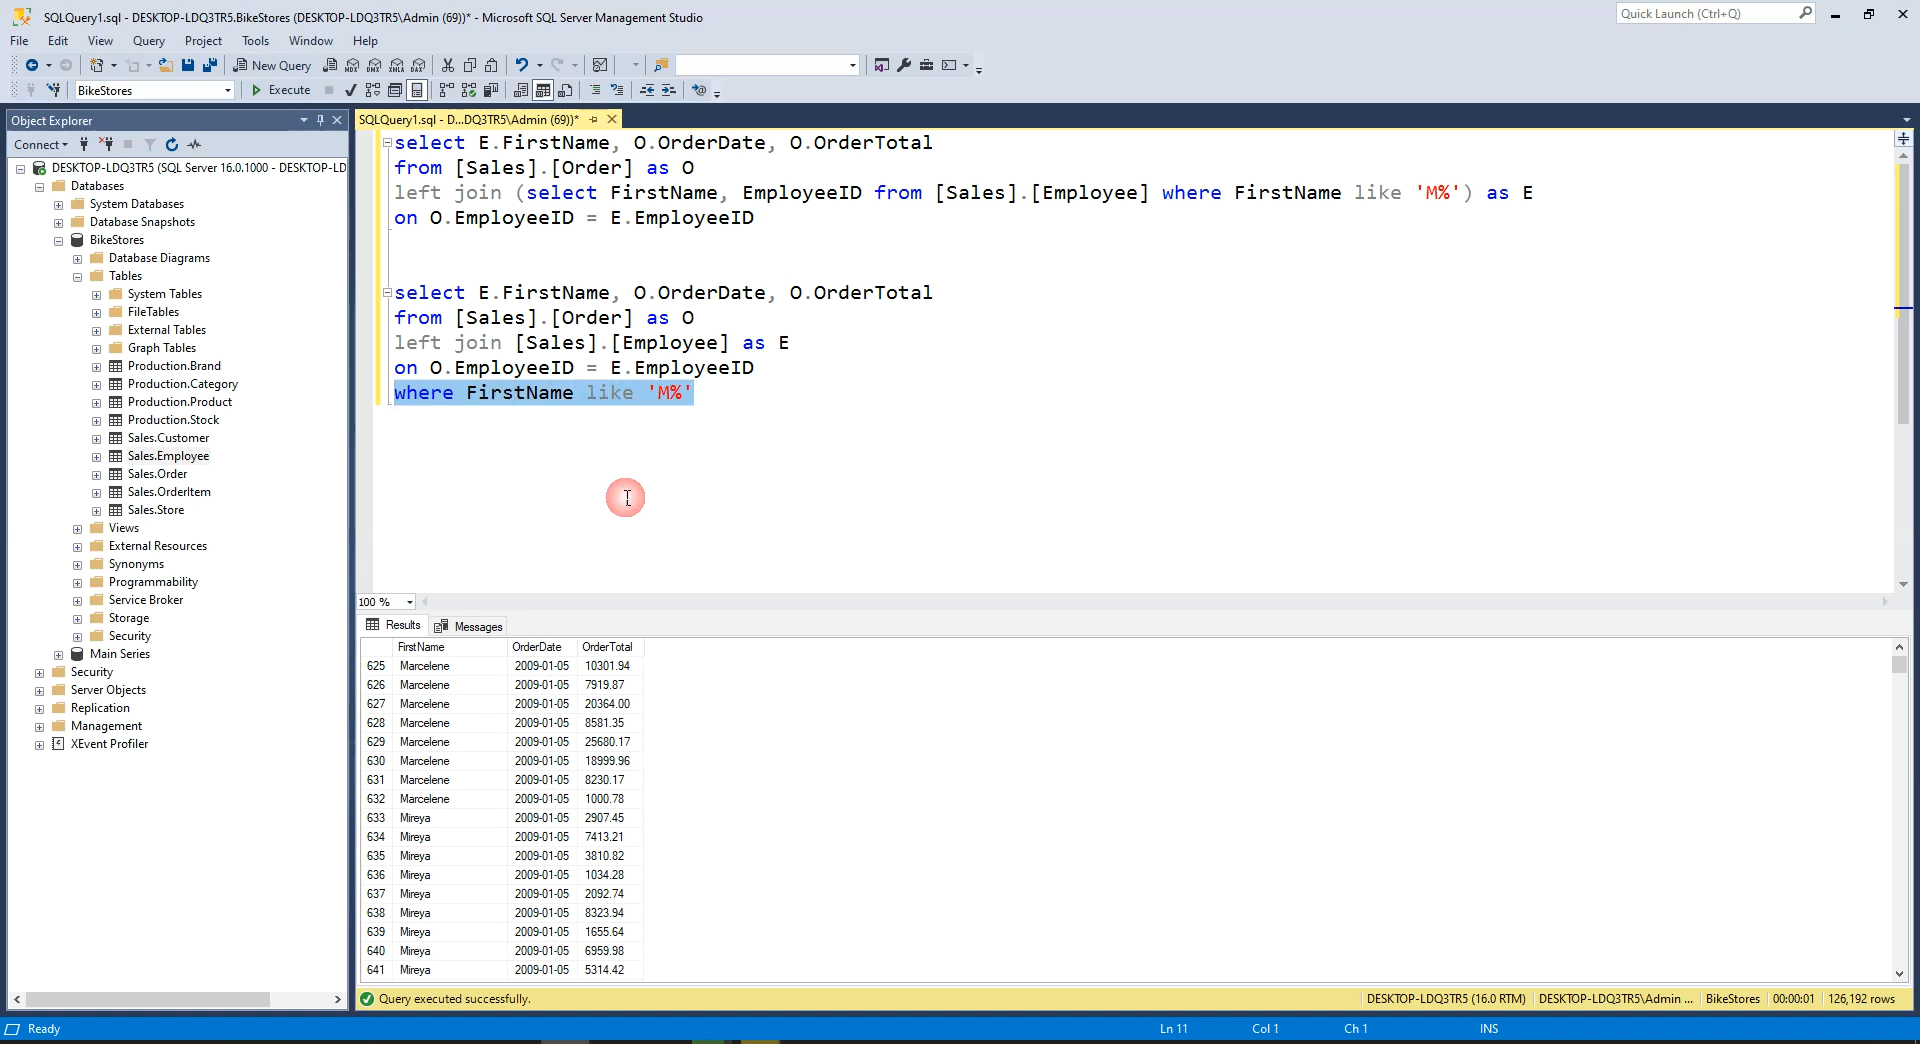 SQLQuery1.sql - DESKTOP-LDQ3TR5.BikeStores (DESKTOP-LDQ3TR5\Admin (69))* - Microsoft SQL Server Management Studio
Quick Launch (Ctrl+Q)
File Edit View Query Project Tools Window Help
New Query
MDX DMX XMLA DAX
BikeStores
Execute
Object Explorer
SQLQuery1.sql - D...DQ3TR5\Admin (69))*
Connect
DESKTOP-LDQ3TR5 (SQL Server 16.0.1000 - DESKTOP-LD
Databases
System Databases
Database Snapshots
BikeStores
Database Diagrams
Tables
System Tables
FileTables
External Tables
Graph Tables
Production.Brand
Production.Category
Production.Product
Production.Stock
Sales.Customer
Sales.Employee
Sales.Order
Sales.OrderItem
Sales.Store
Views
External Resources
Synonyms
Programmability
Service Broker
Storage
Security
Main Series
Security
Server Objects
Replication
Management
XEvent Profiler
select E.FirstName, O.OrderDate, O.OrderTotal
from [Sales].[Order] as O
left join (select FirstName, EmployeeID from [Sales].[Employee] where FirstName like 'M%') as E
on O.EmployeeID = E.EmployeeID
select E.FirstName, O.OrderDate, O.OrderTotal
from [Sales].[Order] as O
left join [Sales].[Employee] as E
on O.EmployeeID = E.EmployeeID
where FirstName like 'M%'
100 %
Results Messages
FirstName OrderDate OrderTotal
625 Marcelene 2009-01-05 10301.94
626 Marcelene 2009-01-05 7919.87
627 Marcelene 2009-01-05 20364.00
628 Marcelene 2009-01-05 8581.35
629 Marcelene 2009-01-05 25680.17
630 Marcelene 2009-01-05 18999.96
631 Marcelene 2009-01-05 8230.17
632 Marcelene 2009-01-05 1000.78
633 Mireya 2009-01-05 2907.45
634 Mireya 2009-01-05 7413.21
635 Mireya 2009-01-05 3810.82
636 Mireya 2009-01-05 1034.28
637 Mireya 2009-01-05 2092.74
638 Mireya 2009-01-05 8323.94
639 Mireya 2009-01-05 1655.64
640 Mireya 2009-01-05 6959.98
641 Mireya 2009-01-05 5314.42
Query executed successfully.
DESKTOP-LDQ3TR5 (16.0 RTM) DESKTOP-LDQ3TR5\Admin ... BikeStores 00:00:01 126,192 rows
Ready
Ln 11 Col 1 Ch 1 INS